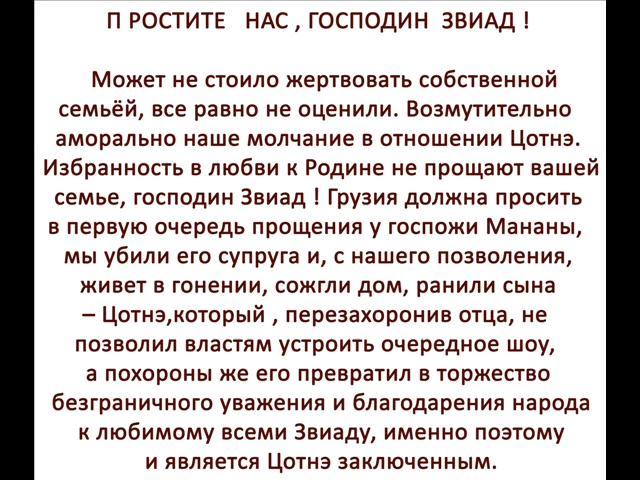 П РОСТИТЕ НАС , ГОСПОДИН ЗВИАД !
Может не стоило жертвовать собственной
семьёй, все равно не оценили. Возмутительно
аморально наше молчание в отношении Цотнэ.
Избранность в любви к Родине не прощают вашей
семье, господин Звиад ! Грузия должна просить
в первую очередь прощения у госпожи Мананы,
мы убили его супруга и, с нашего позволения,
живет в гонении, сожгли дом, ранили сына
– Цотнэ,который , перезахоронив отца, не
позволил властям устроить очередное шоу,
а похороны же его превратил в торжество
безграничного уважения и благодарения народа
к любимому всеми Звиаду, именно поэтому
и является Цотнэ заключенным.